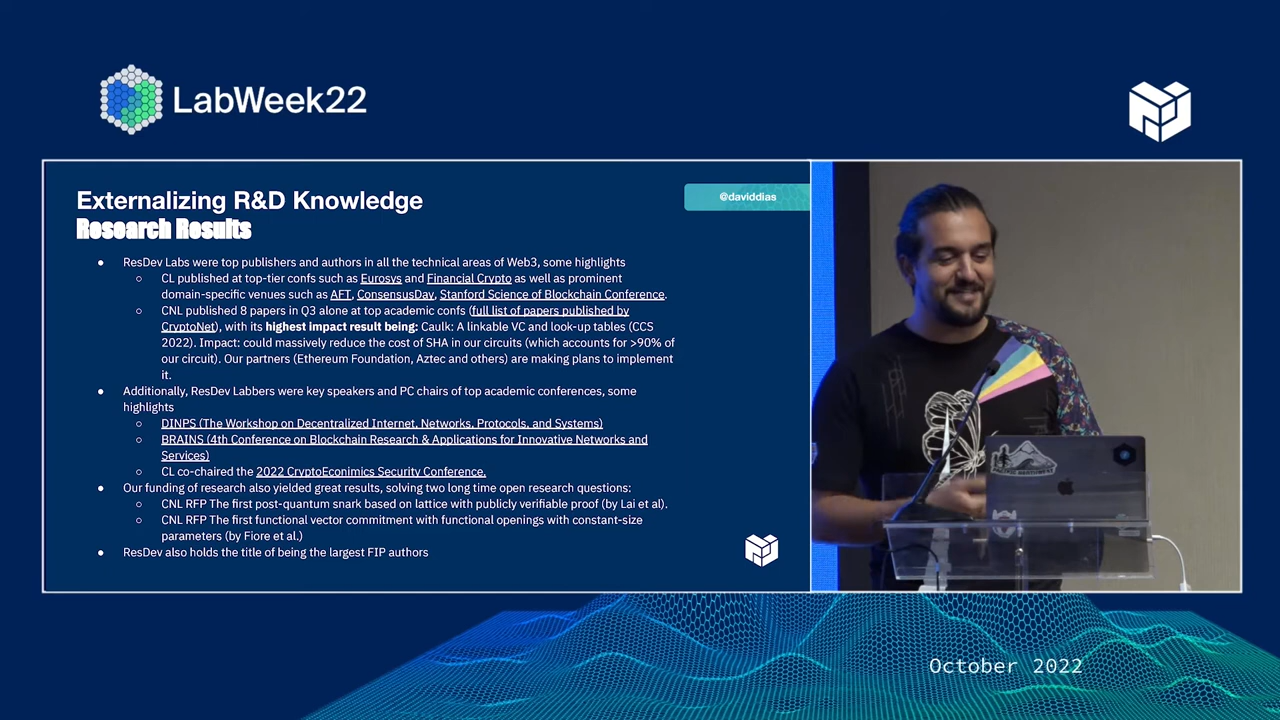 LabWeek22
Externalizing R&D Knowledge
@daviddias
Research Results
● ResDev Labs were top publishers and authors in all the technical areas of Web3, some highlights
○ CL published at top-tier confs such as Eurosys and Financial Crypto as well as prominent
domain-specific venues such as AFT, ConsensusDay, Stanford Science of Blockchain Conference.
○ CNL published 8 papers in Q3 alone at top academic confs (full list of papers published by
CryptoNet), with its highest impact result being: Caulk: A linkable VC and look-up tables (CCS
2022). Impact: could massively reduce the cost of SHA in our circuits (which accounts for >90% of
our circuit). Our partners (Ethereum Foundation, Aztec and others) are making plans to implement
it.
● Additionally, ResDev Labbers were key speakers and PC chairs of top academic conferences, some
highlights
○ DINPS (The Workshop on Decentralized Internet, Networks, Protocols, and Systems)
○ BRAINS (4th Conference on Blockchain Research & Applications for Innovative Networks and
Services)
○ CL co-chaired the 2022 CryptoEconimics Security Conference.
● Our funding of research also yielded great results, solving two long time open research questions:
○ CNL RFP The first post-quantum snark based on lattice with publicly verifiable proof (by Lai et al).
○ CNL RFP The first functional vector commitment with functional openings with constant-size
parameters (by Fiore et al.)
● ResDev also holds the title of being the largest FIP authors
October 2022